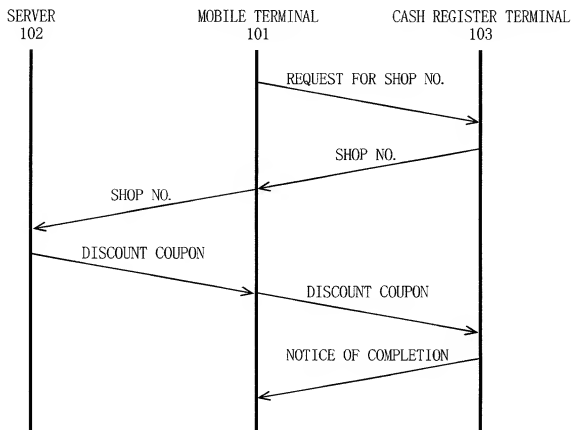 SERVER
102
MOBILE TERMINAL
101
CASH REGISTER TERMINAL
103
REQUEST FOR SHOP NO.
SHOP NO.
SHOP NO.
DISCOUNT COUPON
DISCOUNT COUPON
NOTICE OF COMPLETION